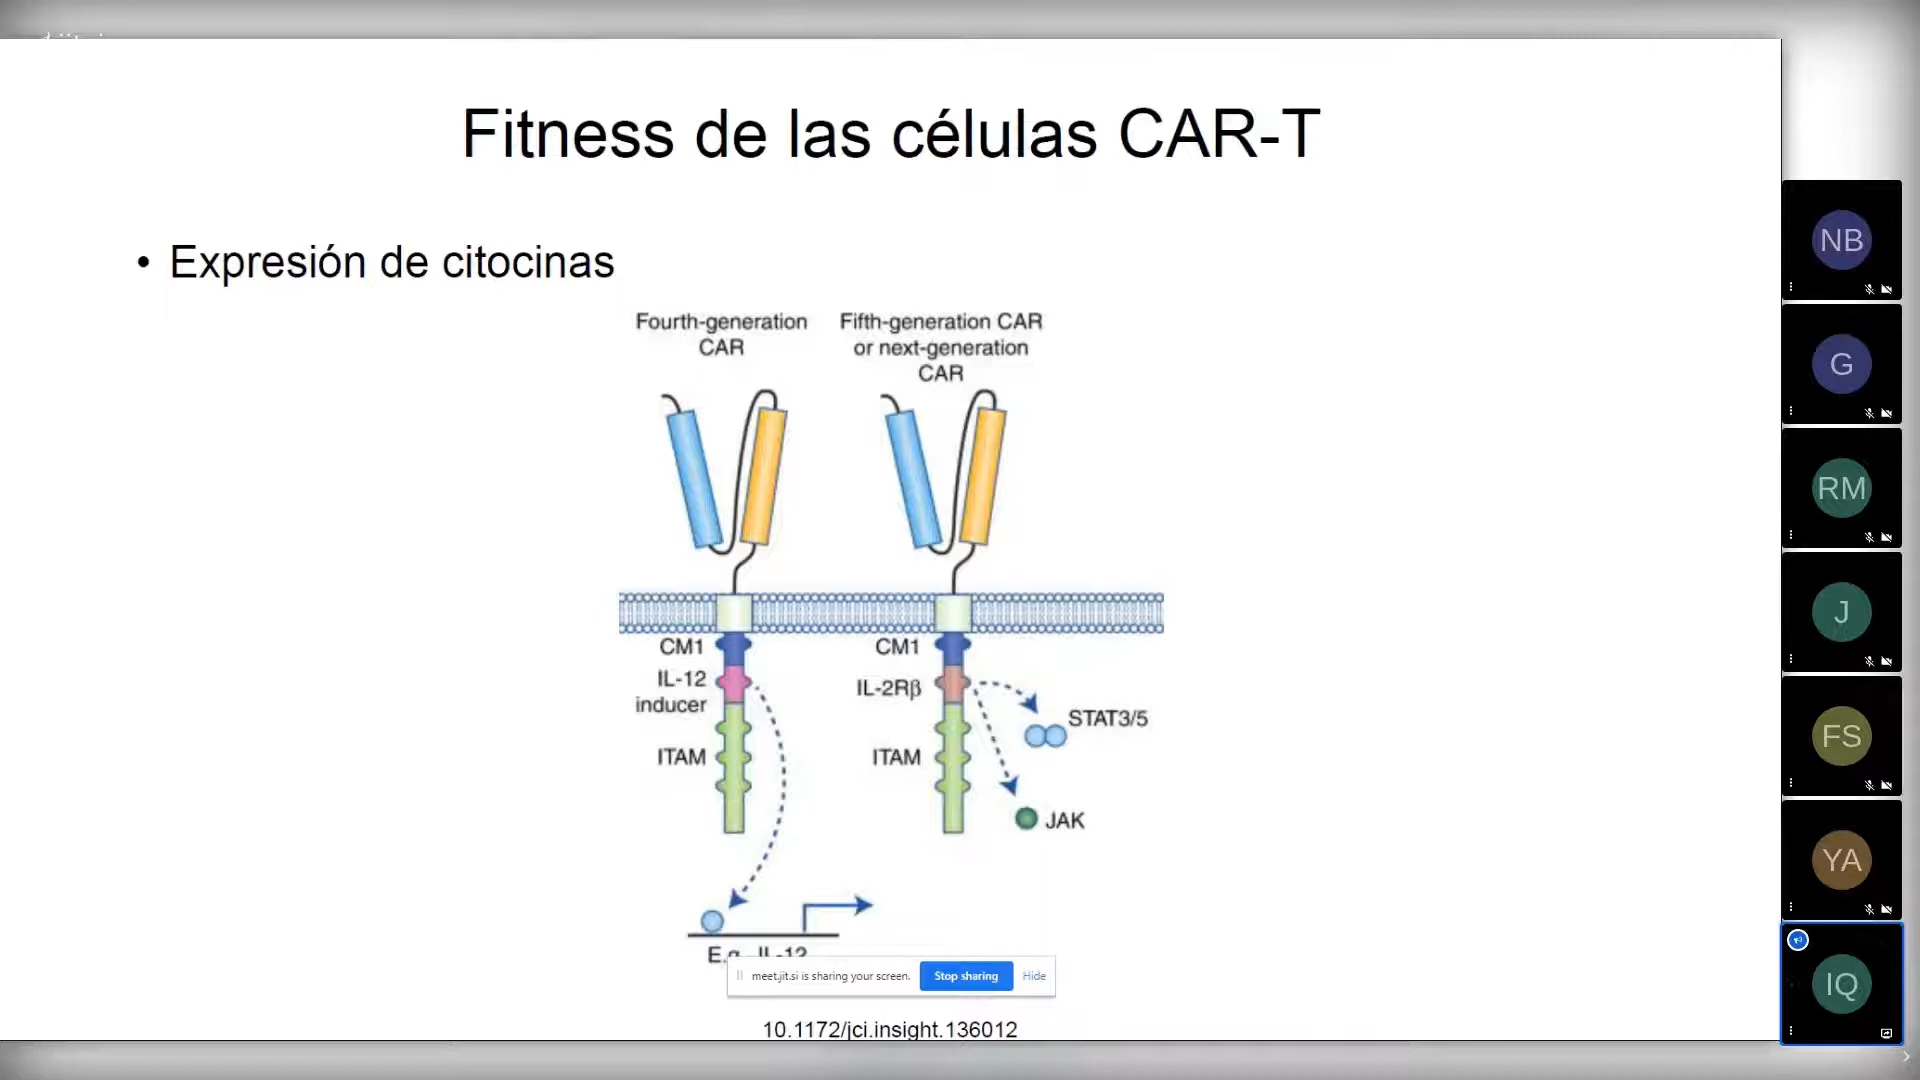 Fitness de las células CAR-T
• Expresión de citocinas
Fourth-generation
CAR
Fifth-generation CAR
or next-generation
CAR
CM1
IL-12
inducer
ITAM
CM1
IL-2Rβ
ITAM
STAT3/5
JAK
E.g., IL-12
meet.jit.si is sharing your screen.
Stop sharing
Hide
10.1172/jci.insight.136012
NB
G
RM
J
FS
YA
IQ